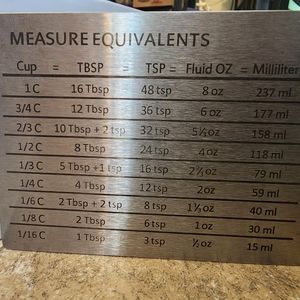 MEASURE EQUIVALENTS
Cup = TBSP = TSP = Fluid OZ = Milliliter
1 C 16 Tbsp 48 tsp 8 oz 237 ml
3/4 C 12 Tbsp 36 tsp 6 oz 177 ml
2/3 C 10 Tbsp + 2 tsp 32 tsp 5⅓ oz 158 ml
1/2 C 8 Tbsp 24 tsp 4 oz 118 ml
1/3 C 5 Tbsp +1 tsp 16 tsp 2⅔ oz 79 ml
1/4 C 4 Tbsp 12 tsp 2 oz 59 ml
1/6 C 2 Tbsp + 2 tsp 8 tsp 1⅓ oz 40 ml
1/8 C 2 Tbsp 6 tsp 1 oz 30 ml
1/16 C 1 Tbsp 3 tsp ½ oz 15 ml